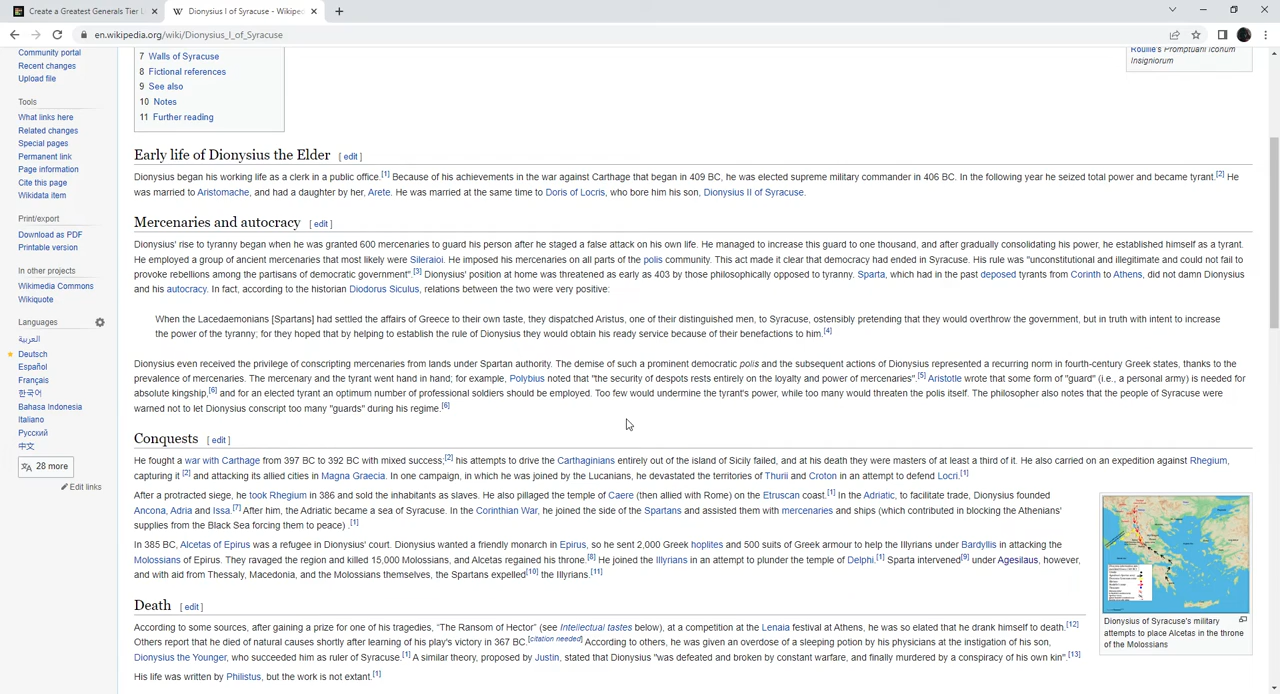 Create a Greatest Generals Tier L
Dionysius I of Syracuse - Wikiped
en.wikipedia.org/wiki/Dionysius_I_of_Syracuse
Community portal
Recent changes
Upload file
Tools
What links here
Related changes
Special pages
Permanent link
Page information
Cite this page
Wikidata item
Print/export
Download as PDF
Printable version
In other projects
Wikimedia Commons
Wikiquote
Languages
العربية
Deutsch
Español
Français
한국어
Bahasa Indonesia
Italiano
Русский
中文
28 more
Edit links
7 Walls of Syracuse
8 Fictional references
9 See also
10 Notes
11 Further reading
Rouillé's Promptuarii Iconum
Insigniorum
Early life of Dionysius the Elder [ edit ]
Dionysius began his working life as a clerk in a public office.[1] Because of his achievements in the war against Carthage that began in 409 BC, he was elected supreme military commander in 406 BC. In the following year he seized total power and became tyrant.[2] He
was married to Aristomache, and had a daughter by her, Arete. He was married at the same time to Doris of Locris, who bore him his son, Dionysius II of Syracuse.
Mercenaries and autocracy [ edit ]
Dionysius' rise to tyranny began when he was granted 600 mercenaries to guard his person after he staged a false attack on his own life. He managed to increase this guard to one thousand, and after gradually consolidating his power, he established himself as a tyrant.
He employed a group of ancient mercenaries that most likely were Sileraioi. He imposed his mercenaries on all parts of the polis community. This act made it clear that democracy had ended in Syracuse. His rule was "unconstitutional and illegitimate and could not fail to
provoke rebellions among the partisans of democratic government".[3] Dionysius' position at home was threatened as early as 403 by those philosophically opposed to tyranny. Sparta, which had in the past deposed tyrants from Corinth to Athens, did not damn Dionysius
and his autocracy. In fact, according to the historian Diodorus Siculus, relations between the two were very positive:
When the Lacedaemonians [Spartans] had settled the affairs of Greece to their own taste, they dispatched Aristus, one of their distinguished men, to Syracuse, ostensibly pretending that they would overthrow the government, but in truth with intent to increase
the power of the tyranny; for they hoped that by helping to establish the rule of Dionysius they would obtain his ready service because of their benefactions to him.[4]
Dionysius even received the privilege of conscripting mercenaries from lands under Spartan authority. The demise of such a prominent democratic polis and the subsequent actions of Dionysius represented a recurring norm in fourth-century Greek states, thanks to the
prevalence of mercenaries. The mercenary and the tyrant went hand in hand; for example, Polybius noted that "the security of despots rests entirely on the loyalty and power of mercenaries".[5] Aristotle wrote that some form of "guard" (i.e., a personal army) is needed for
absolute kingship,[6] and for an elected tyrant an optimum number of professional soldiers should be employed. Too few would undermine the tyrant's power, while too many would threaten the polis itself. The philosopher also notes that the people of Syracuse were
warned not to let Dionysius conscript too many "guards" during his regime.[6]
Conquests [ edit ]
He fought a war with Carthage from 397 BC to 392 BC with mixed success;[2] his attempts to drive the Carthaginians entirely out of the island of Sicily failed, and at his death they were masters of at least a third of it. He also carried on an expedition against Rhegium,
capturing it [2] and attacking its allied cities in Magna Graecia. In one campaign, in which he was joined by the Lucanians, he devastated the territories of Thurii and Croton in an attempt to defend Locri.[1]
After a protracted siege, he took Rhegium in 386 and sold the inhabitants as slaves. He also pillaged the temple of Caere (then allied with Rome) on the Etruscan coast.[1] In the Adriatic, to facilitate trade, Dionysius founded
Ancona, Adria and Issa.[7] After him, the Adriatic became a sea of Syracuse. In the Corinthian War, he joined the side of the Spartans and assisted them with mercenaries and ships (which contributed in blocking the Athenians'
supplies from the Black Sea forcing them to peace) .[1]
In 385 BC, Alcetas of Epirus was a refugee in Dionysius' court. Dionysius wanted a friendly monarch in Epirus, so he sent 2,000 Greek hoplites and 500 suits of Greek armour to help the Illyrians under Bardyllis in attacking the
Molossians of Epirus. They ravaged the region and killed 15,000 Molossians, and Alcetas regained his throne.[8] He joined the Illyrians in an attempt to plunder the temple of Delphi.[1] Sparta intervened[9] under Agesilaus, however,
and with aid from Thessaly, Macedonia, and the Molossians themselves, the Spartans expelled[10] the Illyrians.[11]
Dionysius of Syracuse's military
attempts to place Alcetas in the throne
of the Molossians
Death [ edit ]
According to some sources, after gaining a prize for one of his tragedies, "The Ransom of Hector" (see Intellectual tastes below), at a competition at the Lenaia festival at Athens, he was so elated that he drank himself to death.[12]
Others report that he died of natural causes shortly after learning of his play's victory in 367 BC.[citation needed] According to others, he was given an overdose of a sleeping potion by his physicians at the instigation of his son,
Dionysius the Younger, who succeeded him as ruler of Syracuse.[1] A similar theory, proposed by Justin, stated that Dionysius "was defeated and broken by constant warfare, and finally murdered by a conspiracy of his own kin".[13]
His life was written by Philistus, but the work is not extant.[1]